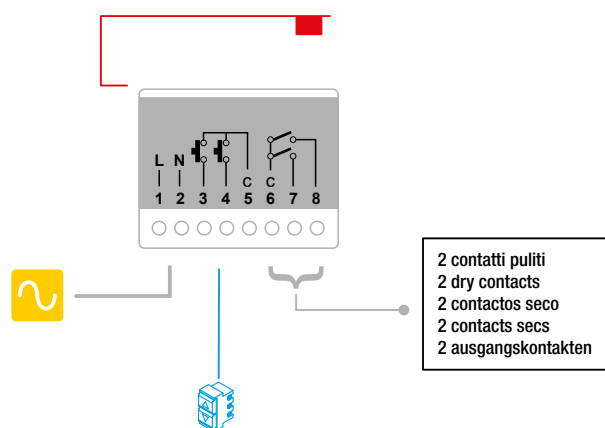 L N
C C
1 2 3 4 5 6 7 8
2 contatti puliti
2 dry contacts
2 contactos seco
2 contacts secs
2 ausgangskontakten